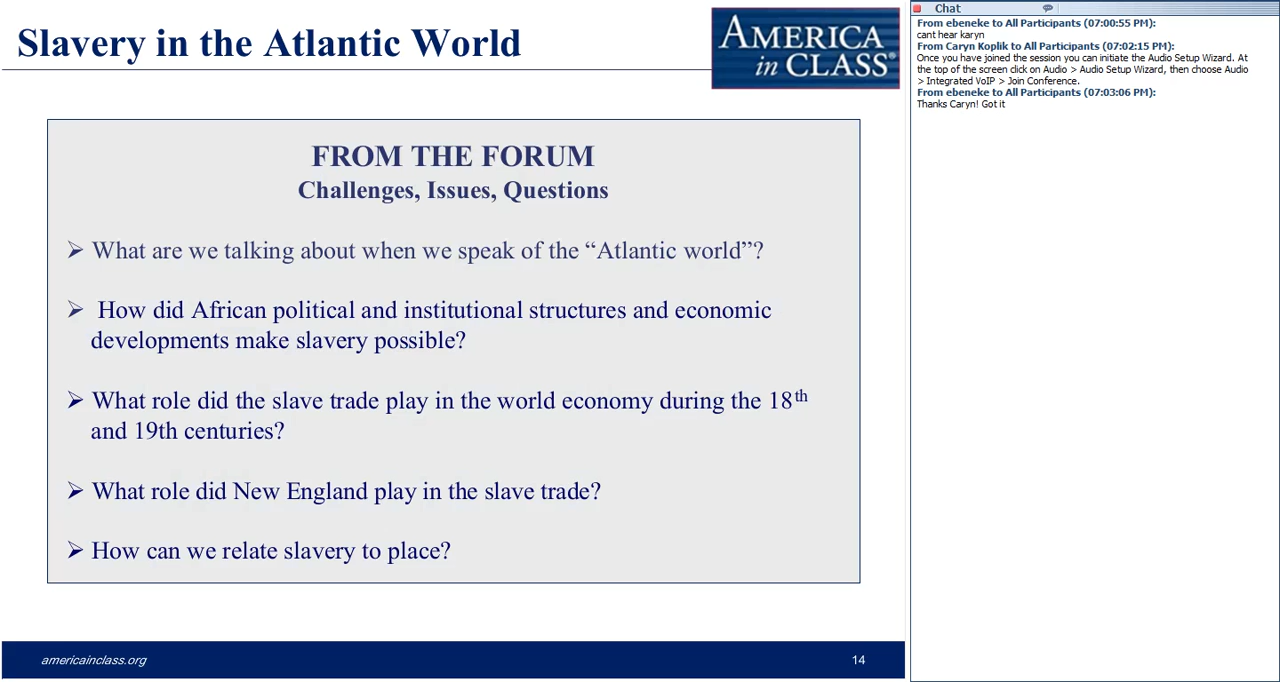 Slavery in the Atlantic World
AMERICA
in CLASS®
FROM THE FORUM
Challenges, Issues, Questions
➢ What are we talking about when we speak of the “Atlantic world”?
➢ How did African political and institutional structures and economic
developments make slavery possible?
➢ What role did the slave trade play in the world economy during the 18th
and 19th centuries?
➢ What role did New England play in the slave trade?
➢ How can we relate slavery to place?
americainclass.org
14
Chat
From ebeneke to All Participants (07:00:55 PM):
cant hear karyn
From Caryn Koplik to All Participants (07:02:15 PM):
Once you have joined the session you can initiate the Audio Setup Wizard. At
the top of the screen click on Audio > Audio Setup Wizard, then choose Audio
> Integrated VoIP > Join Conference.
From ebeneke to All Participants (07:03:06 PM):
Thanks Caryn! Got it